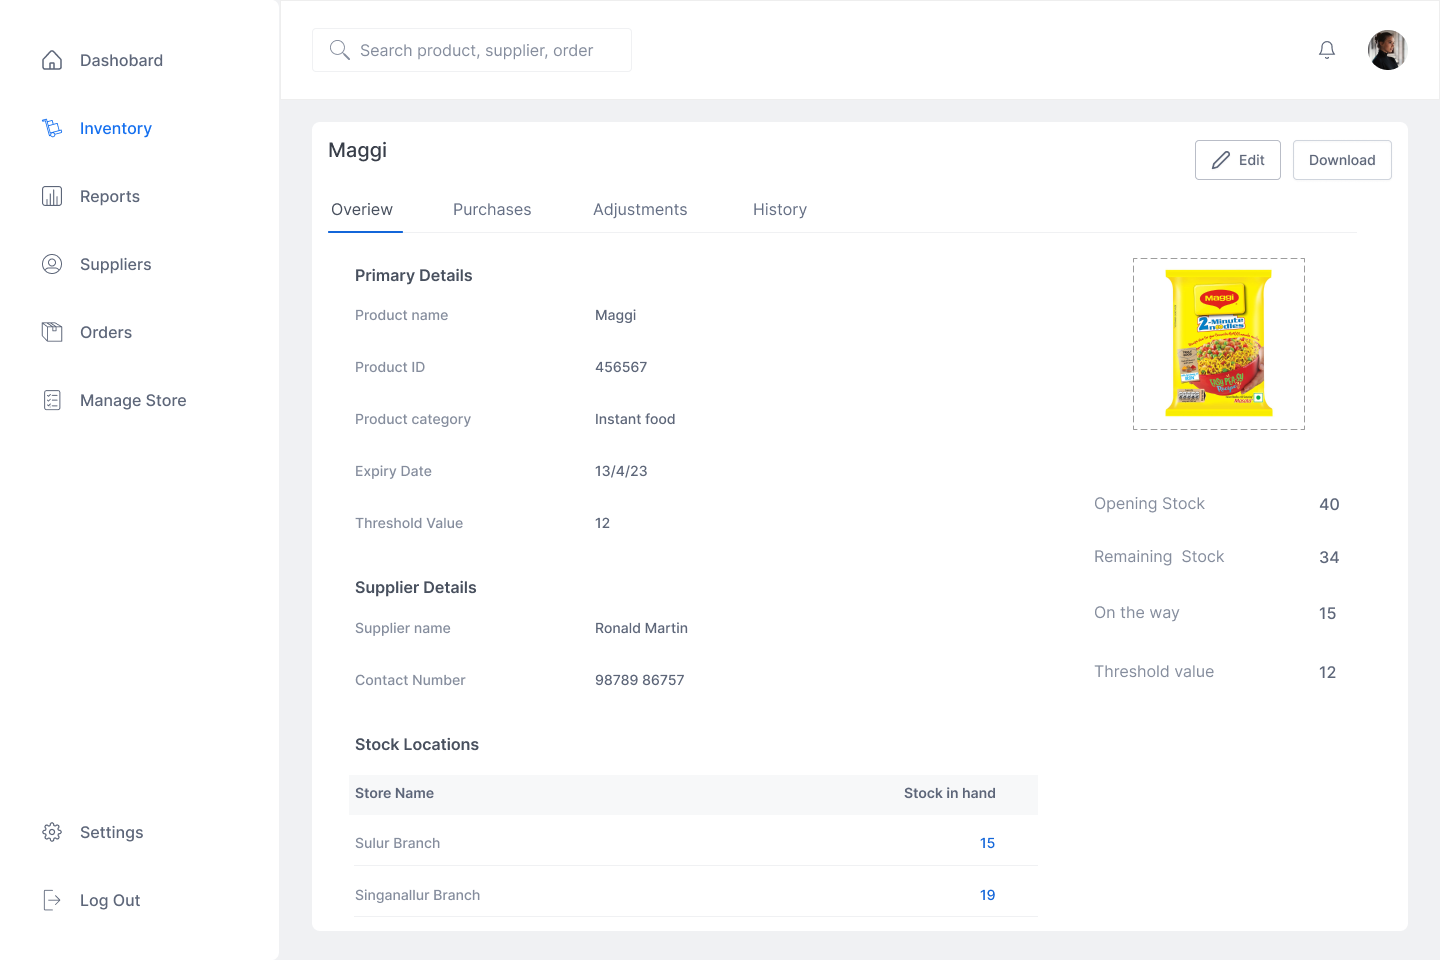 Dashobard
Inventory
Reports
Suppliers
Orders
Manage Store
Settings
Log Out
Search product, supplier, order
Maggi
Edit
Download
Overiew
Purchases
Adjustments
History
Primary Details
Product name Maggi
Product ID 456567
Product category Instant food
Expiry Date 13/4/23
Threshold Value 12
Supplier Details
Supplier name Ronald Martin
Contact Number 98789 86757
Stock Locations
Store Name Stock in hand
Sulur Branch 15
Singanallur Branch 19
Maggi
2-Minute
noodles
Masala
Opening Stock 40
Remaining Stock 34
On the way 15
Threshold value 12